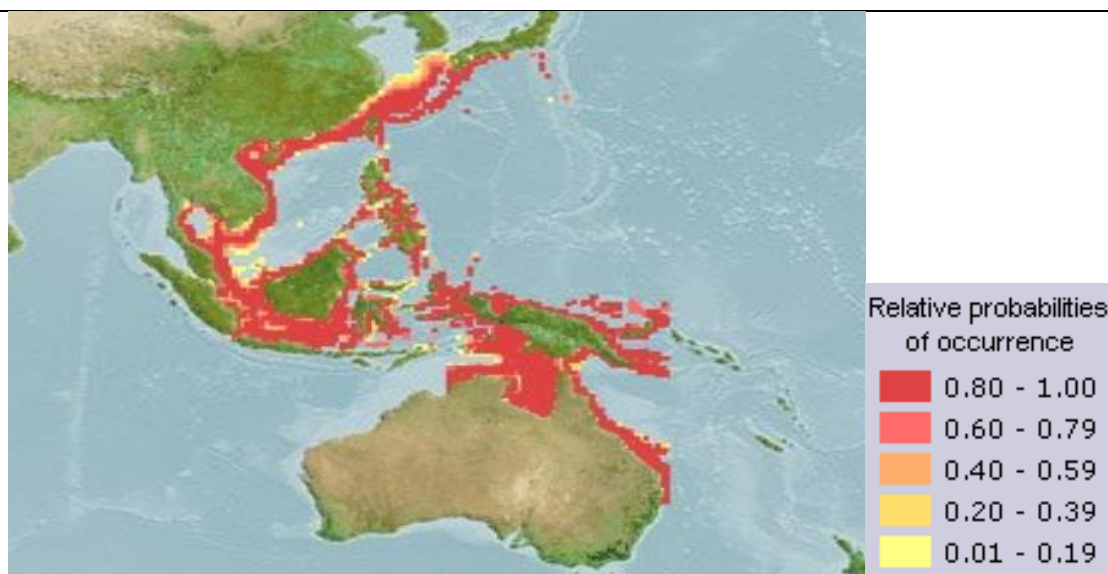 Relative probabilities
of occurrence
0.80 - 1.00
0.60 - 0.79
0.40 - 0.59
0.20 - 0.39
0.01 - 0.19